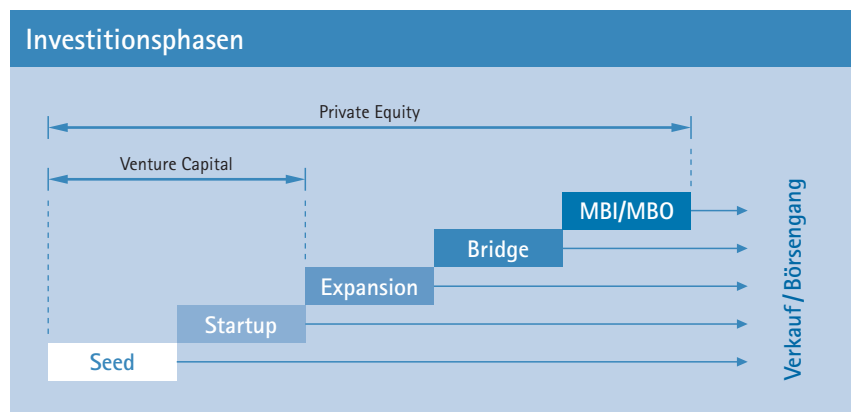 Investitionsphasen
Private Equity
Venture Capital
MBI/MBO
Bridge
Expansion
Startup
Seed
Verkauf/Börsengang